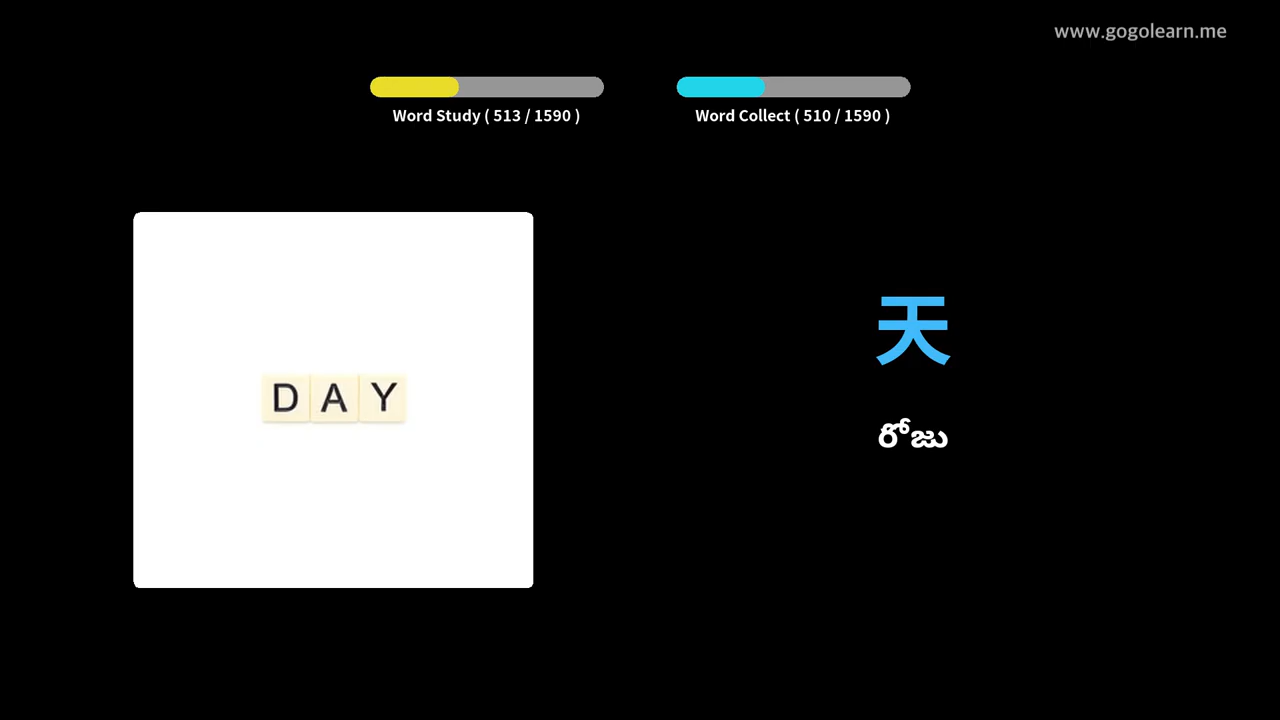 www.gogolearn.me
Word Study ( 513 / 1590 )
Word Collect ( 510 / 1590 )
DAY
天
రోజు